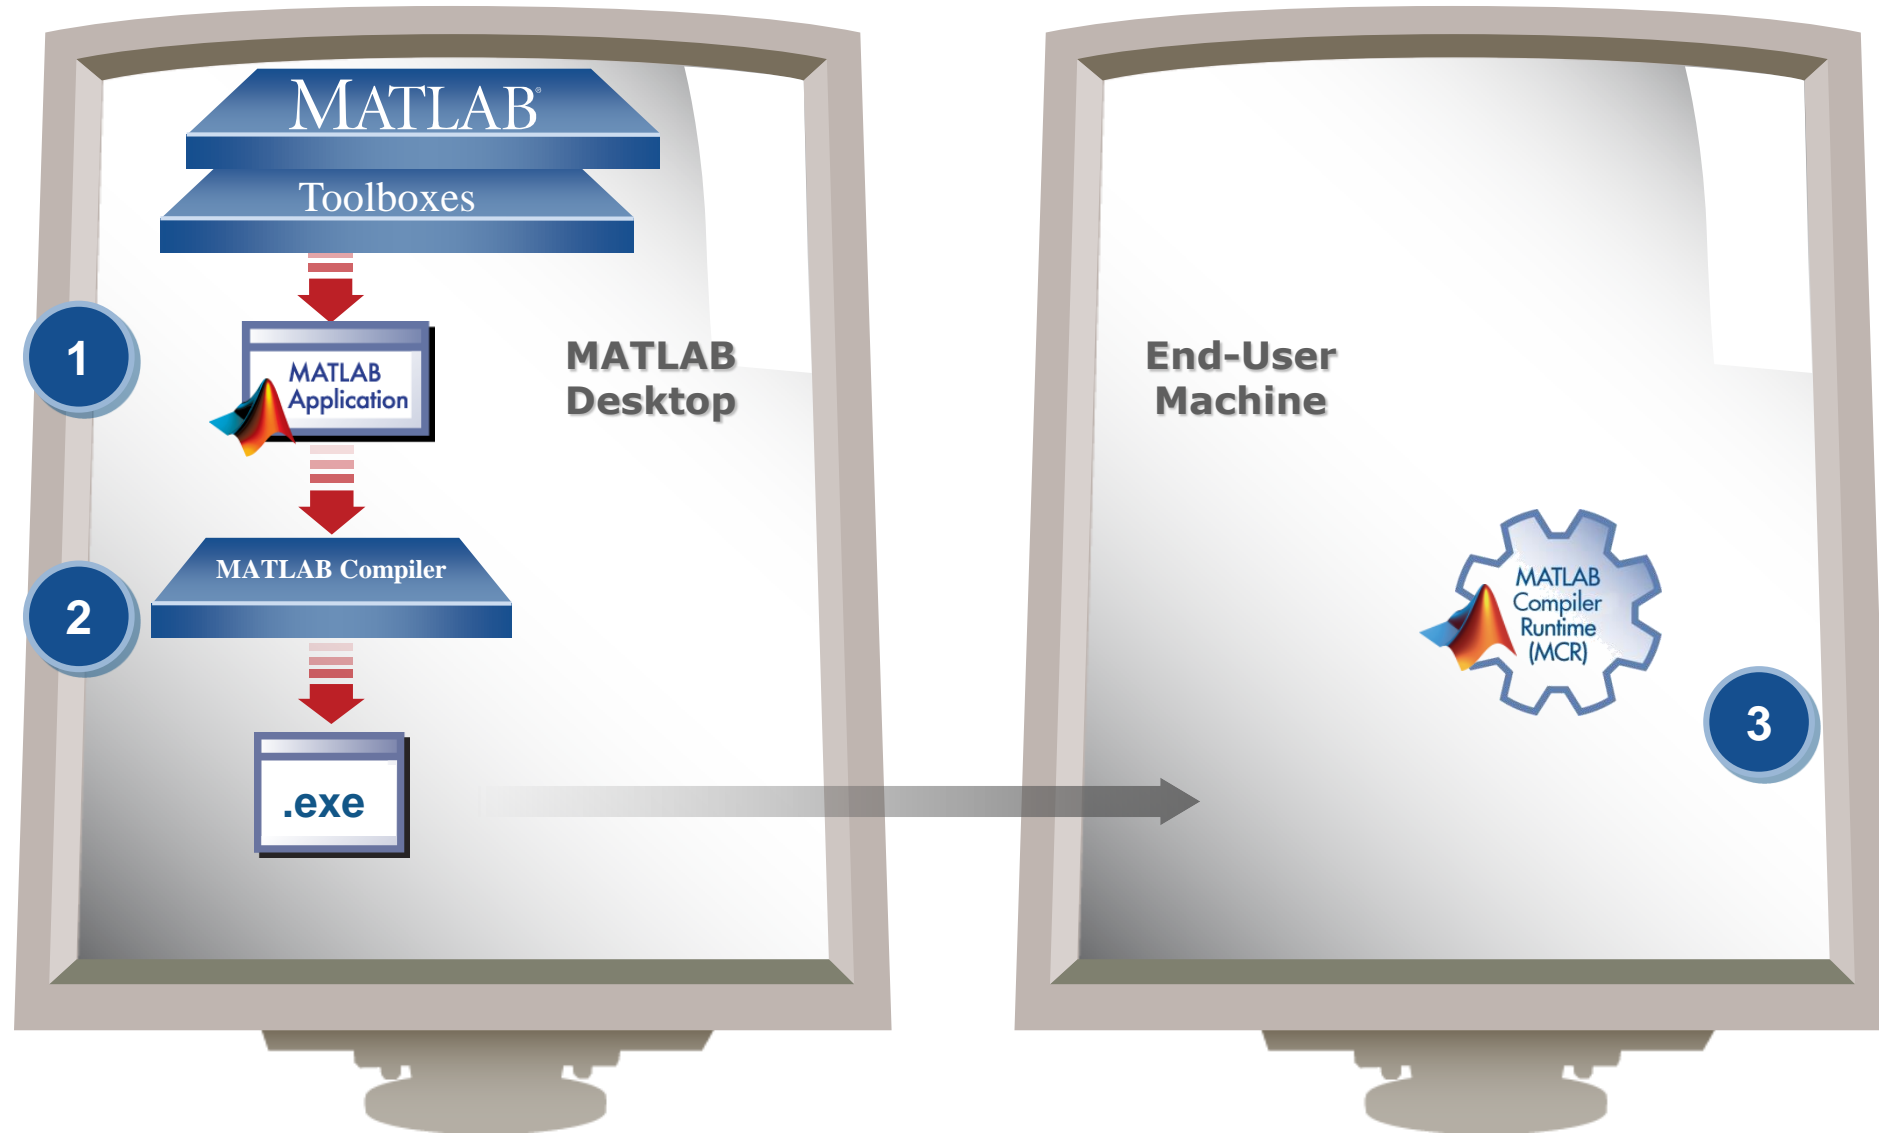 MATLAB®
Toolboxes
1
MATLAB
Application
MATLAB
Desktop
MATLAB Compiler
2
.exe
End-User
Machine
MATLAB
Compiler
Runtime
(MCR)
3